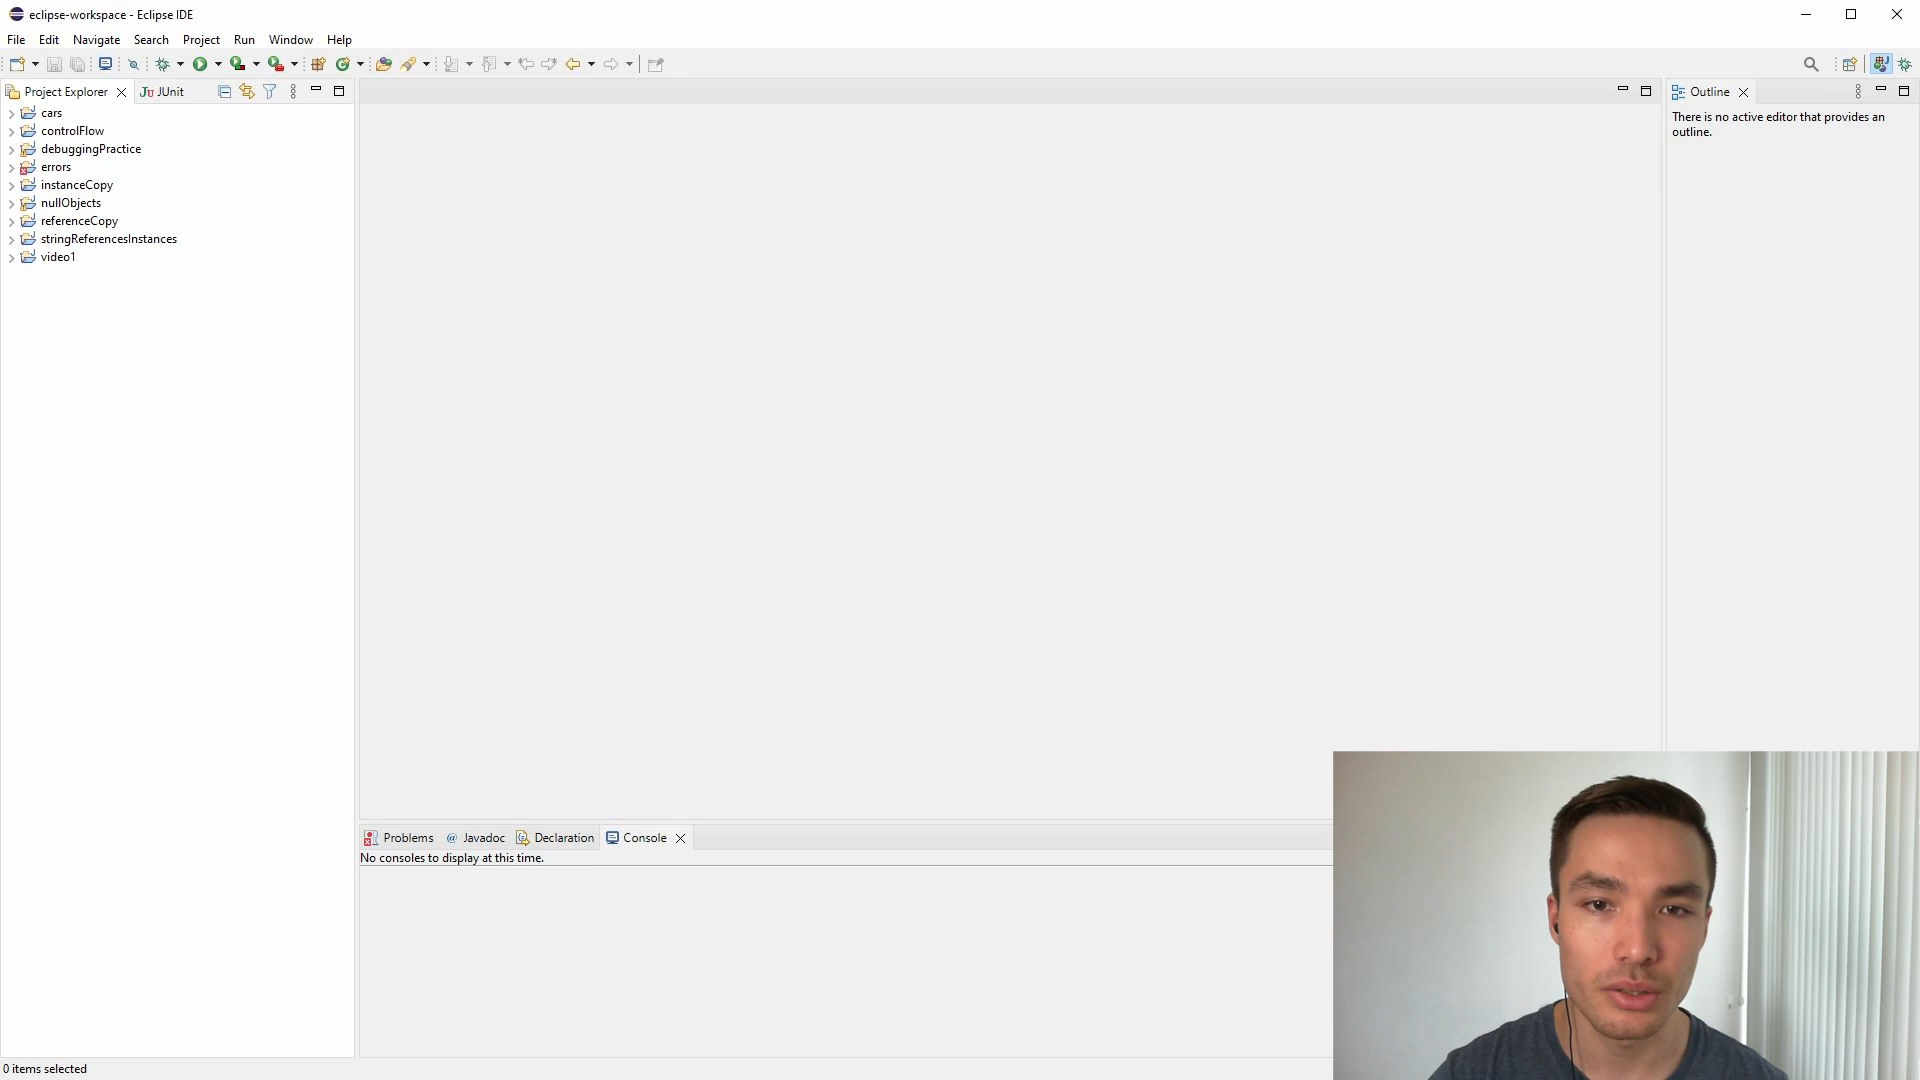 eclipse-workspace - Eclipse IDE
File Edit Navigate Search Project Run Window Help
Project Explorer
JUnit
cars
controlFlow
debuggingPractice
errors
instanceCopy
nullObjects
referenceCopy
stringReferencesInstances
video1
Outline
There is no active editor that provides an
outline.
Problems @ Javadoc Declaration Console
No consoles to display at this time.
0 items selected